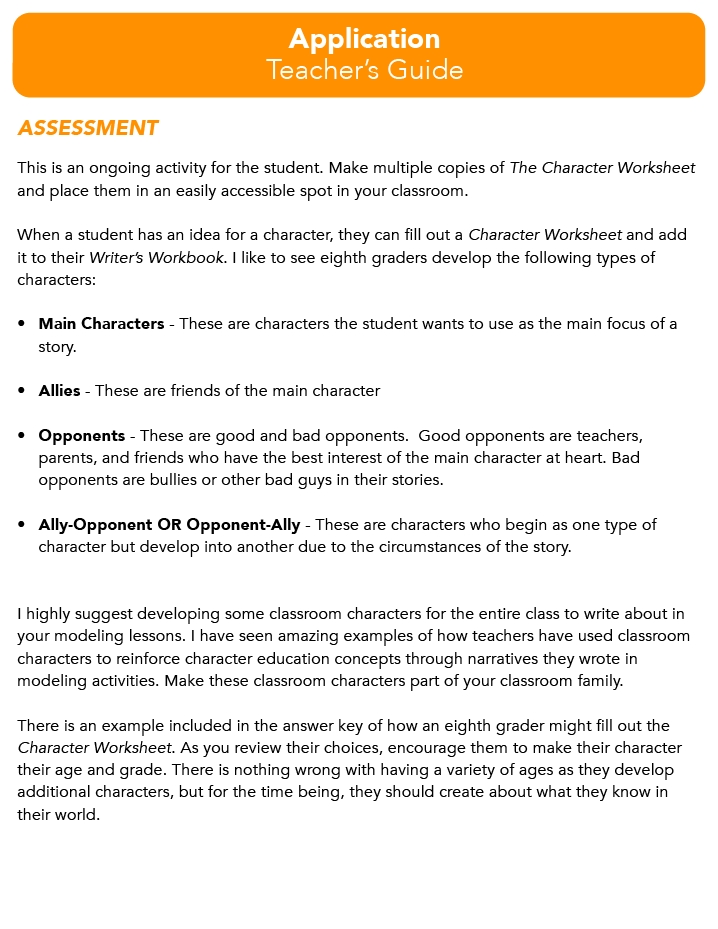 Application
Teacher’s Guide
ASSESSMENT
This is an ongoing activity for the student. Make multiple copies of The Character Worksheet
and place them in an easily accessible spot in your classroom.
When a student has an idea for a character, they can fill out a Character Worksheet and add
it to their Writer’s Workbook. I like to see eighth graders develop the following types of
characters:
• Main Characters - These are characters the student wants to use as the main focus of a
story.
• Allies - These are friends of the main character
• Opponents - These are good and bad opponents.  Good opponents are teachers,
parents, and friends who have the best interest of the main character at heart. Bad
opponents are bullies or other bad guys in their stories.
• Ally-Opponent OR Opponent-Ally - These are characters who begin as one type of
character but develop into another due to the circumstances of the story.
I highly suggest developing some classroom characters for the entire class to write about in
your modeling lessons. I have seen amazing examples of how teachers have used classroom
characters to reinforce character education concepts through narratives they wrote in
modeling activities. Make these classroom characters part of your classroom family.
There is an example included in the answer key of how an eighth grader might fill out the
Character Worksheet. As you review their choices, encourage them to make their character
their age and grade. There is nothing wrong with having a variety of ages as they develop
additional characters, but for the time being, they should create about what they know in
their world.